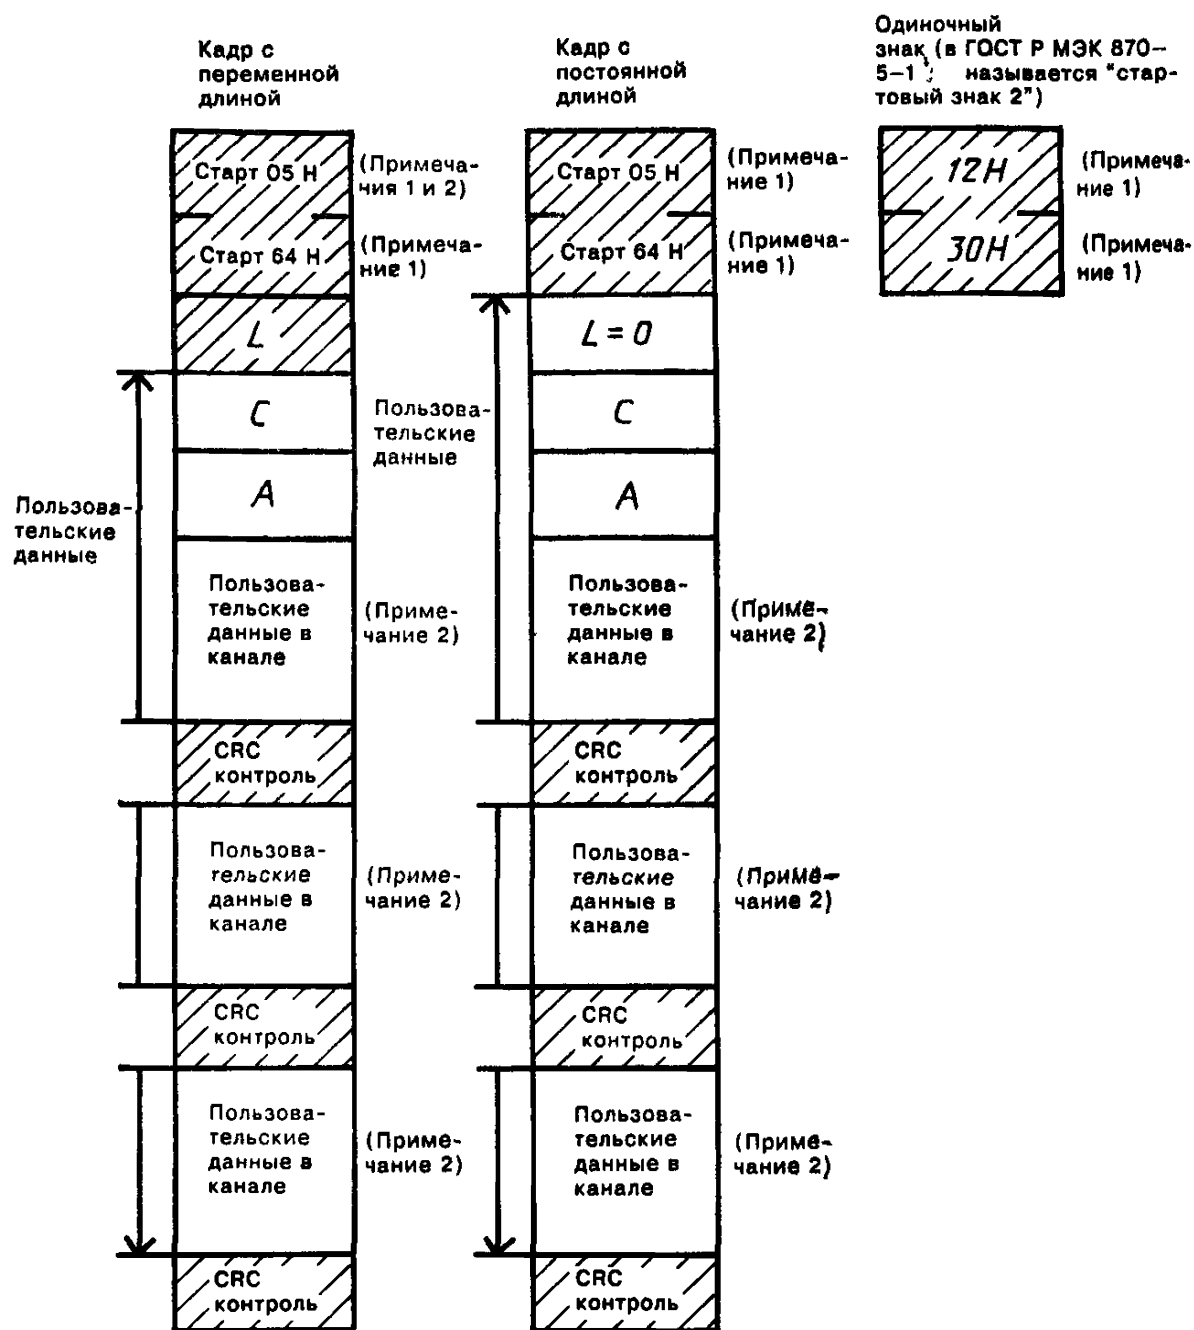 Кадр с
переменной
длиной
Кадр с
постоянной
длиной
Одиночный
знак (в ГОСТ Р МЭК 870–
5–1 называется "стар-
товый знак 2")
Старт 05 Н
(Примеча-
ния 1 и 2)
Старт 64 Н
(Примеча-
ние 1)
L
C
A
Пользова-
тельские
данные
Пользова-
тельские
данные в
канале
(Приме-
чание 2)
CRC
контроль
Пользова-
тельские
данные в
канале
(Приме-
чание 2)
CRC
контроль
Пользова-
тельские
данные в
канале
(Приме-
чание 2)
CRC
контроль
Старт 05 Н
(Примеча-
ние 1)
Старт 64 Н
(Примеча-
ние 1)
L = 0
C
A
Пользова-
тельские
данные
Пользова-
тельские
данные в
канале
(Приме-
чание 2)
CRC
контроль
Пользова-
тельские
данные в
канале
(Приме-
чание 2)
CRC
контроль
Пользова-
тельские
данные в
канале
(Приме-
чание 2)
CRC
контроль
12H
(Примеча-
ние 1)
30H
(Примеча-
ние 1)